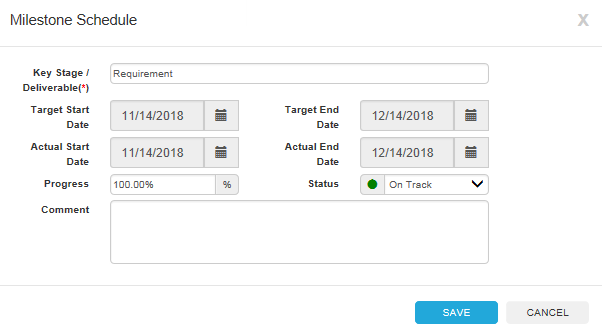 Milestone Schedule X
Key Stage / Requirement
Deliverable(*)
Target Start 11/14/2018 Target End 12/14/2018
Date Date
Actual Start 11/14/2018 Actual End 12/14/2018
Date Date
Progress 100.00% % Status On Track
Comment
SAVE CANCEL